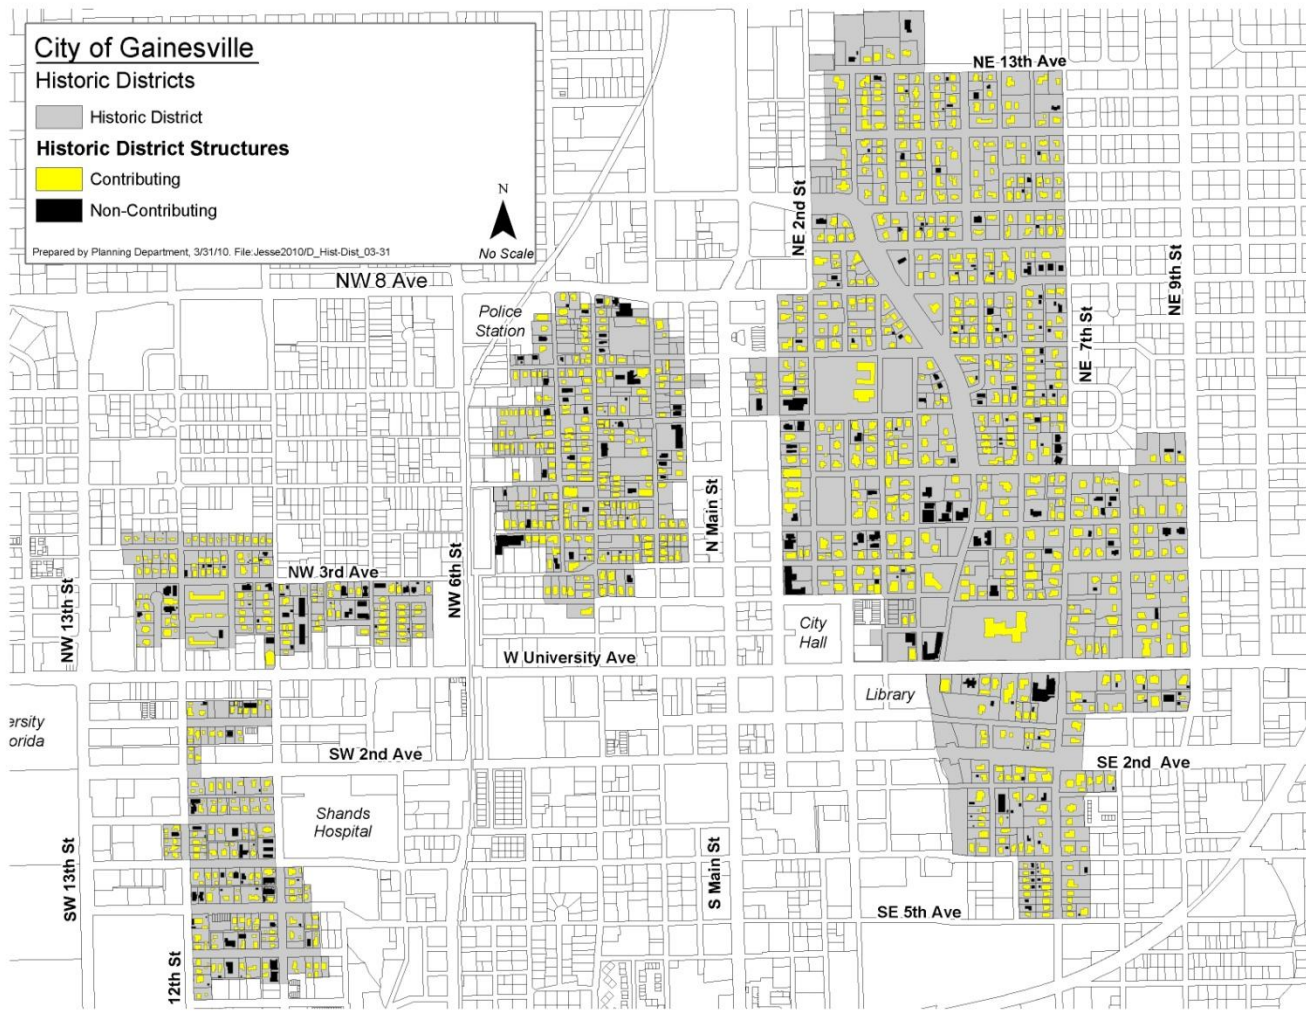 City of Gainesville
Historic Districts
Historic District
Historic District Structures
Contributing
Non-Contributing
N
No Scale
Prepared by Planning Department, 3/31/10. File:Jesse2010/D_Hist-Dist_03-31
NE 13th Ave
NE 2nd St
NE 9th St
NW 8 Ave
Police
Station
NE 7th St
N Main St
NW 3rd Ave
NW 6th St
NW 13th St
City
Hall
W University Ave
Library
ersity
orida
SW 2nd Ave
SE 2nd Ave
Shands
Hospital
SW 13th St
S Main St
SE 5th Ave
12th St